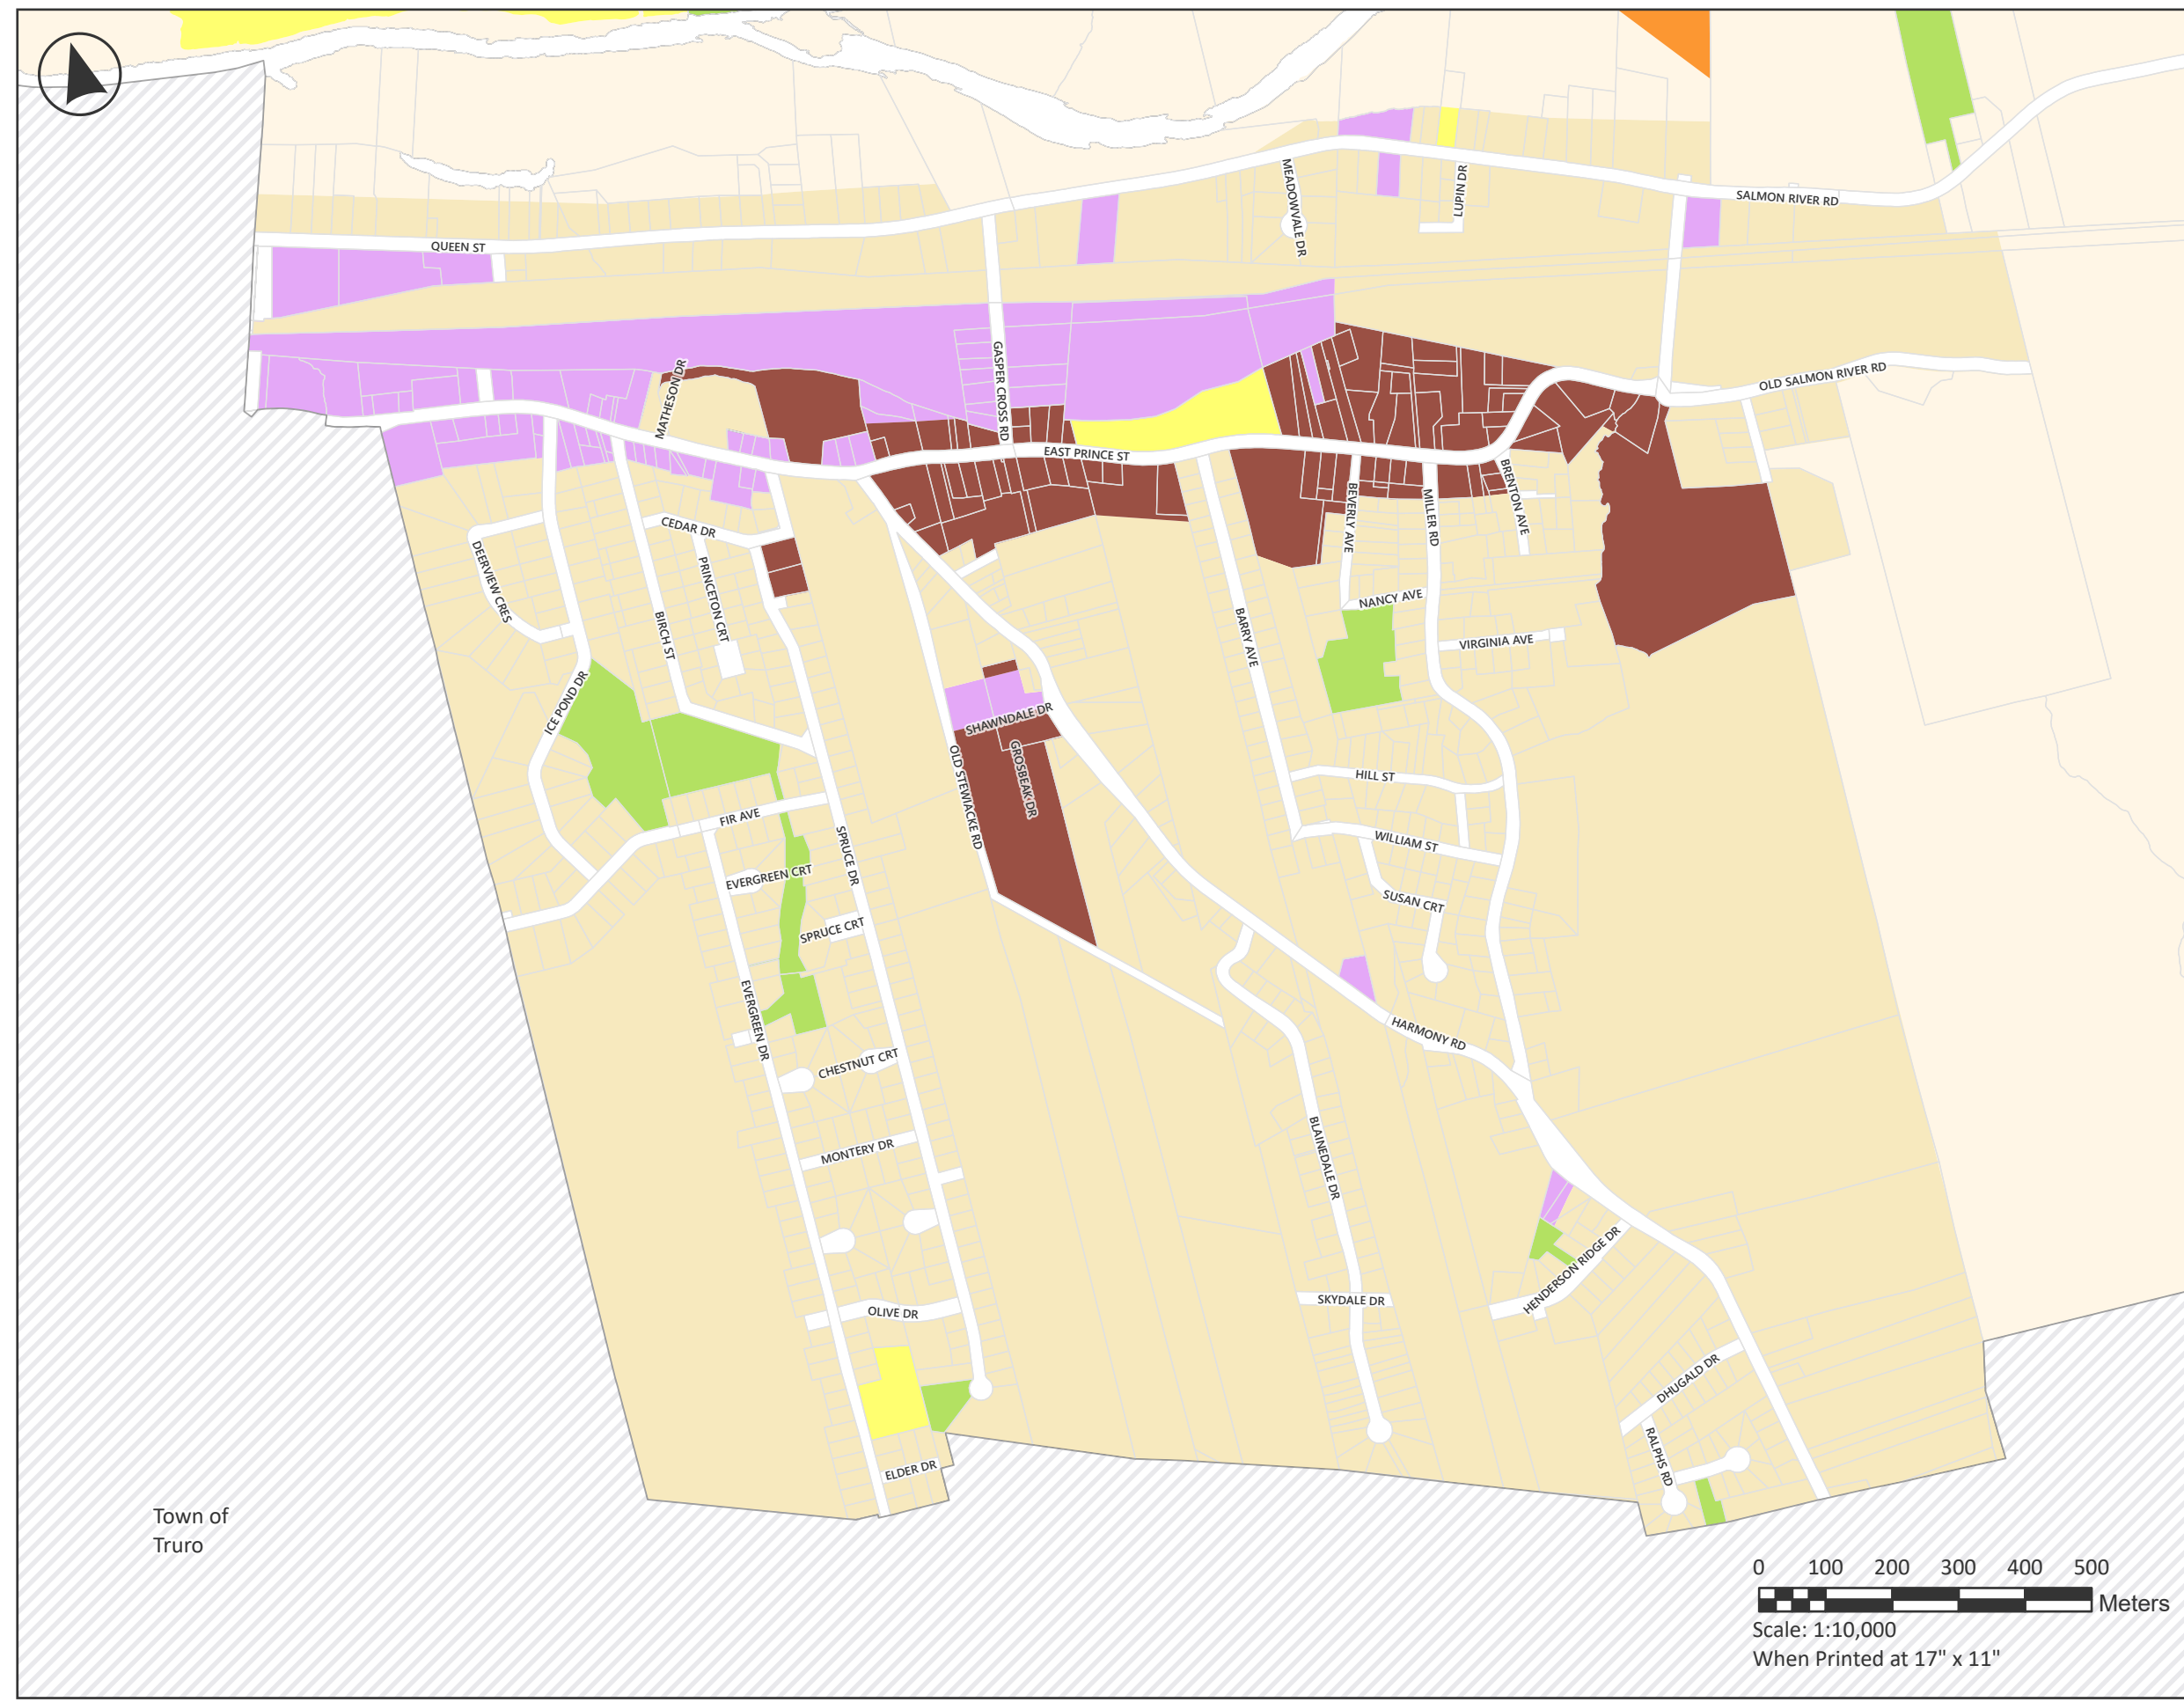 MEADOWVALE DR
LUPIN DR
SALMON RIVER RD
QUEEN ST
GASPER CROSS RD
MATHESON DR
OLD SALMON RIVER RD
EAST PRINCE ST
CEDAR DR
DEERVIEW CRES
PRINCETON CRT
BIRCH ST
BEVERLY AVE
MILLER RD
BRENTON AVE
NANCY AVE
BARRY AVE
VIRGINIA AVE
ICE POND DR
SHAWNDALE DR
GROSBEAK DR
OLD STEWIACKE RD
HILL ST
FIR AVE
WILLIAM ST
SPRUCE DR
EVERGREEN CRT
SUSAN CRT
SPRUCE CRT
EVERGREEN DR
HARMONY RD
CHESTNUT CRT
MONTERY DR
BLAINEDALE DR
HENDERSON RIDGE DR
SKYDALE DR
OLIVE DR
DHUGALD DR
RALPHS RD
ELDER DR
Town of
Truro
0 100 200 300 400 500
Meters
Scale: 1:10,000
When Printed at 17" x 11"